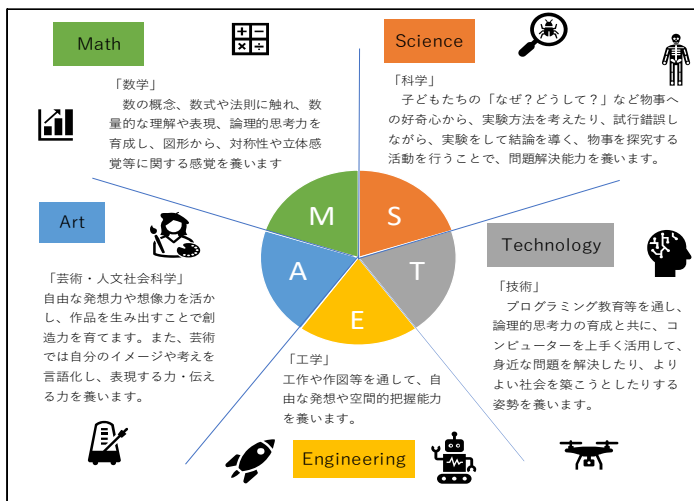 Math
「数学」
数の概念、数式や法則に触れ、数
量的な理解や表現、論理的思考力を
育成し、図形から、対称性や立体感
覚等に関する感覚を養います
Science
「科学」
子どもたちの「なぜ？どうして？」など物事へ
の好奇心から、実験方法を考えたり、試行錯誤し
ながら、実験をして結論を導く、物事を探究する
活動を行うことで、問題解決能力を養います。
M
S
A
T
E
Art
「芸術・人文社会科学」
自由な発想力や想像力を活か
し、作品を生み出すことで創
造力を育てます。また、芸術
では自分のイメージや考えを
言語化し、表現する力・伝え
る力を養います。
Technology
「技術」
プログラミング教育等を通し、
論理的思考力の育成と共に、コ
ンピューターを上手く活用して、
身近な問題を解決したり、より
よい社会を築こうとしたりする
姿勢を養います。
「工学」
工作や作図等を通して、自
由な発想や空間的把握能力
を養います。
Engineering